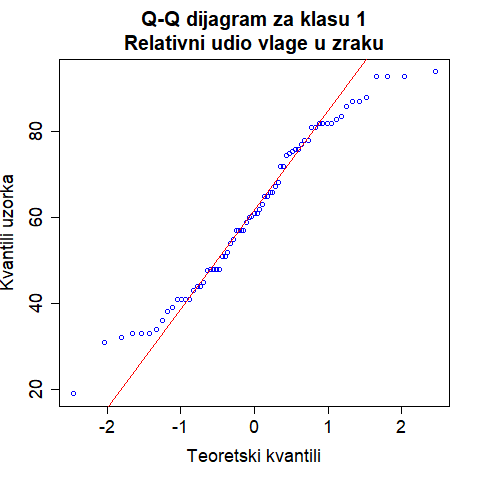 Q-Q dijagram za klasu 1
Relativni udio vlage u zraku
Kvantili uzorka
80
60
40
20
-2 -1 0 1 2
Teoretski kvantili